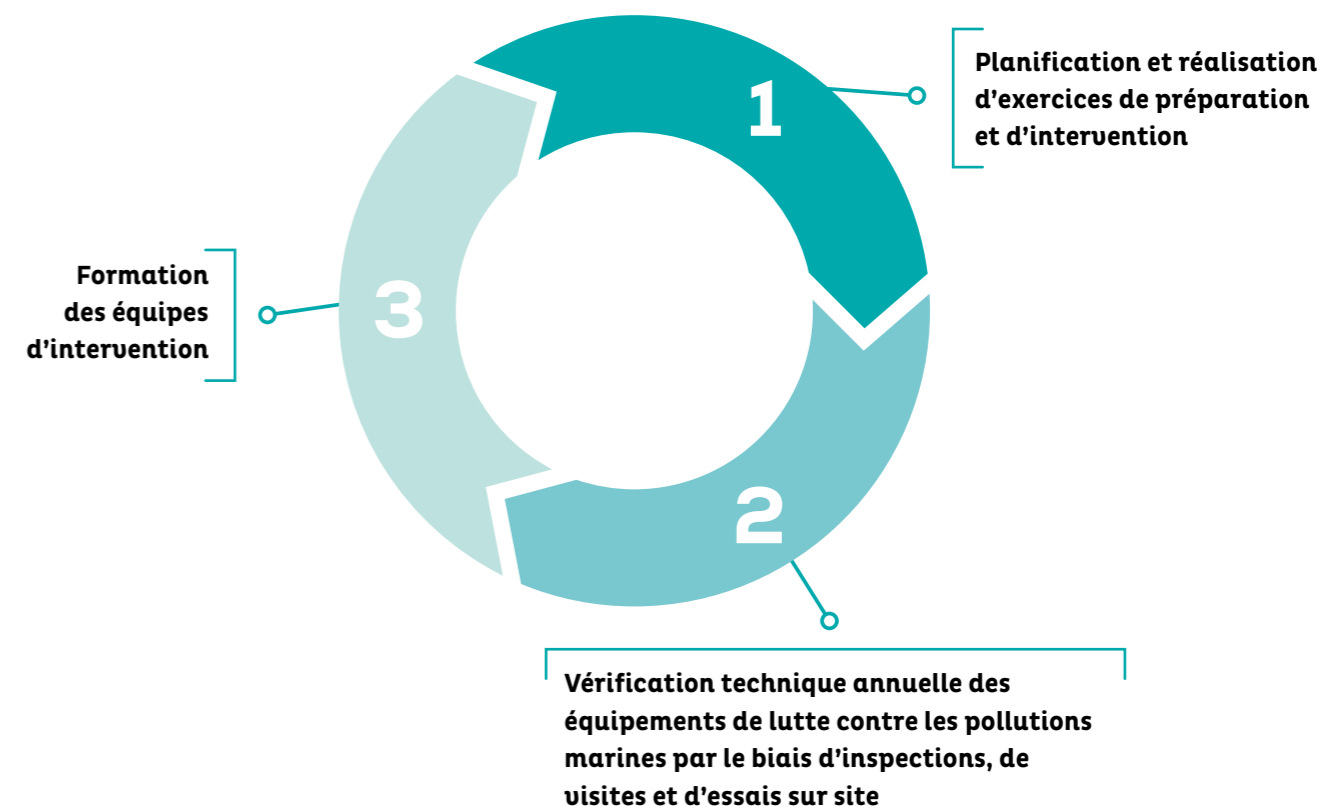 1
Planification et réalisation
d’exercices de préparation
et d’intervention
2
Vérification technique annuelle des
équipements de lutte contre les pollutions
marines par le biais d’inspections, de
visites et d’essais sur site
3
Formation
des équipes
d’intervention